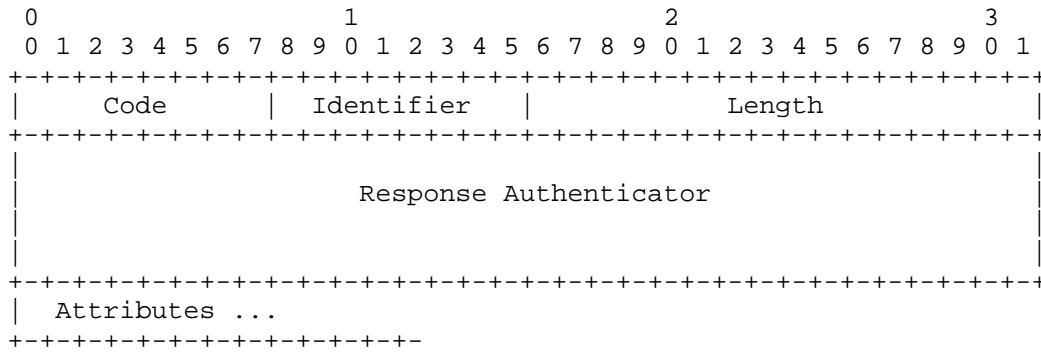 0                   1                   2                   3
 0 1 2 3 4 5 6 7 8 9 0 1 2 3 4 5 6 7 8 9 0 1 2 3 4 5 6 7 8 9 0 1
+-+-+-+-+-+-+-+-+-+-+-+-+-+-+-+-+-+-+-+-+-+-+-+-+-+-+-+-+-+-+-+-+
|     Code      |  Identifier   |            Length             |
+-+-+-+-+-+-+-+-+-+-+-+-+-+-+-+-+-+-+-+-+-+-+-+-+-+-+-+-+-+-+-+-+
|                                                               |
|                     Response Authenticator                    |
|                                                               |
|                                                               |
+-+-+-+-+-+-+-+-+-+-+-+-+-+-+-+-+-+-+-+-+-+-+-+-+-+-+-+-+-+-+-+-+
|  Attributes ...
+-+-+-+-+-+-+-+-+-+-+-+-+-